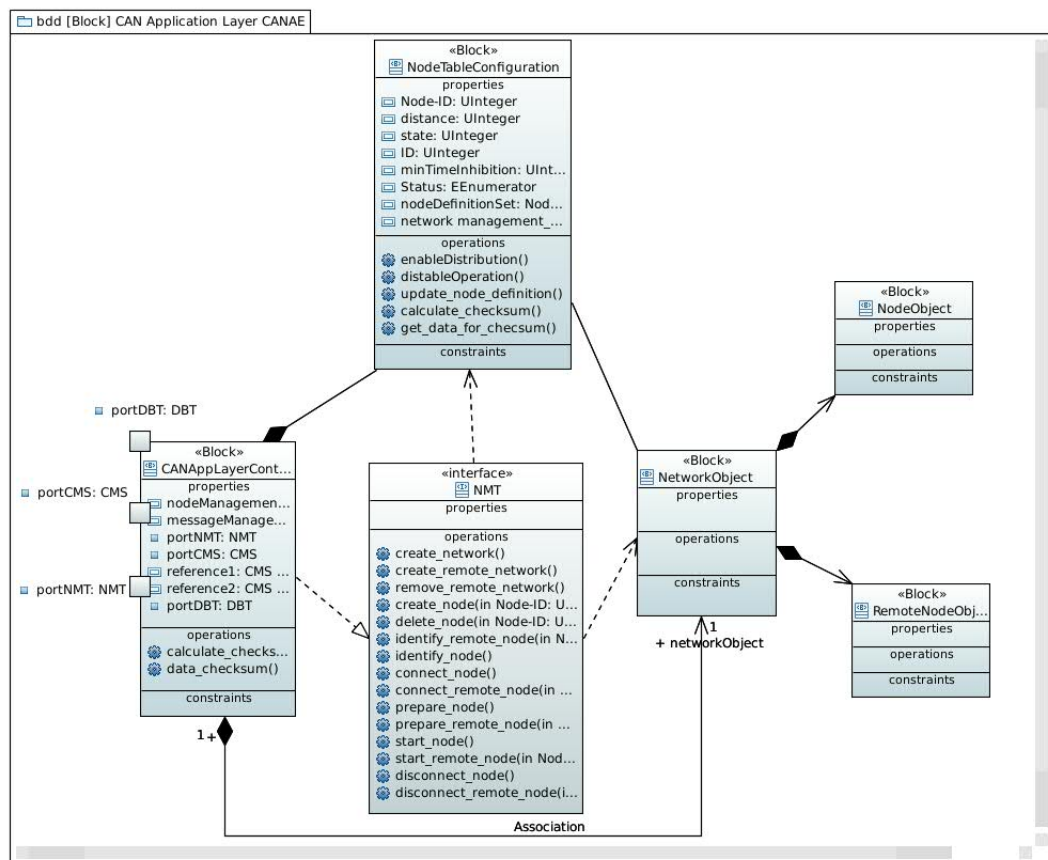 bdd [Block] CAN Application Layer CANAE
«Block»
NodeTableConfiguration
properties
Node-ID: UInteger
distance: UInteger
state: UInteger
ID: UInteger
minTimeInhibition: UInt...
Status: EEnumerator
nodeDefinitionSet: Nod...
network management_...
operations
enableDistribution()
distableOperation()
update_node_definition()
calculate_checksum()
get_data_for_checsum()
constraints
«Block»
NodeObject
properties
operations
constraints
portDBT: DBT
portCMS: CMS
portNMT: NMT
«Block»
CANAppLayerCont...
properties
nodeManagemen...
messageManage...
portNMT: NMT
portCMS: CMS
reference1: CMS ...
reference2: CMS ...
portDBT: DBT
operations
calculate_checks...
data_checksum()
constraints
«interface»
NMT
properties
operations
create_network()
create_remote_network()
remove_remote_network()
create_node(in Node-ID: U...
delete_node(in Node-ID: U...
identify_remote_node(in N...
identify_node()
connect_node()
connect_remote_node(in ...
prepare_node()
prepare_remote_node(in ...
start_node()
start_remote_node(in Nod...
disconnect_node()
disconnect_remote_node(i...
«Block»
NetworkObject
properties
operations
constraints
1
+ networkObject
«Block»
RemoteNodeObj...
properties
operations
constraints
1+
Association